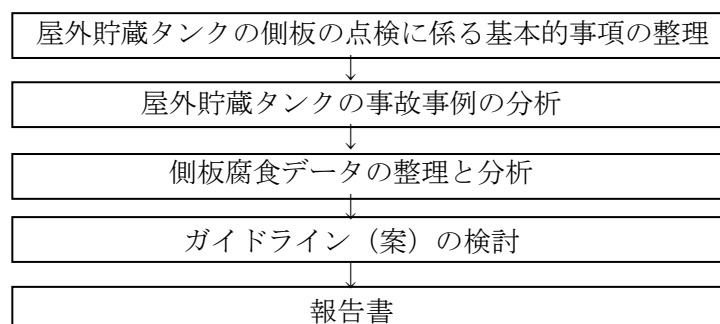 屋外貯蔵タンクの側板の点検に係る基本的事項の整理
↓
屋外貯蔵タンクの事故事例の分析
↓
側板腐食データの整理と分析
↓
ガイドライン（案）の検討
↓
報告書